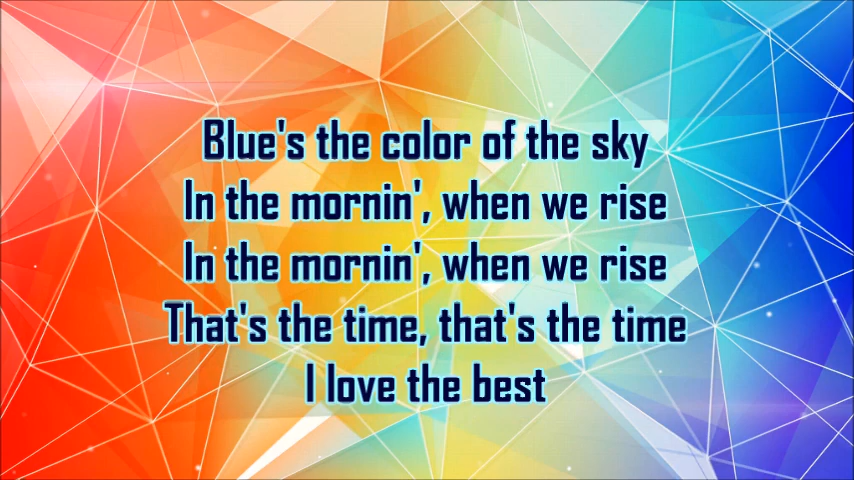 Blue's the color of the sky
In the mornin', when we rise
In the mornin', when we rise
That's the time, that's the time
I love the best